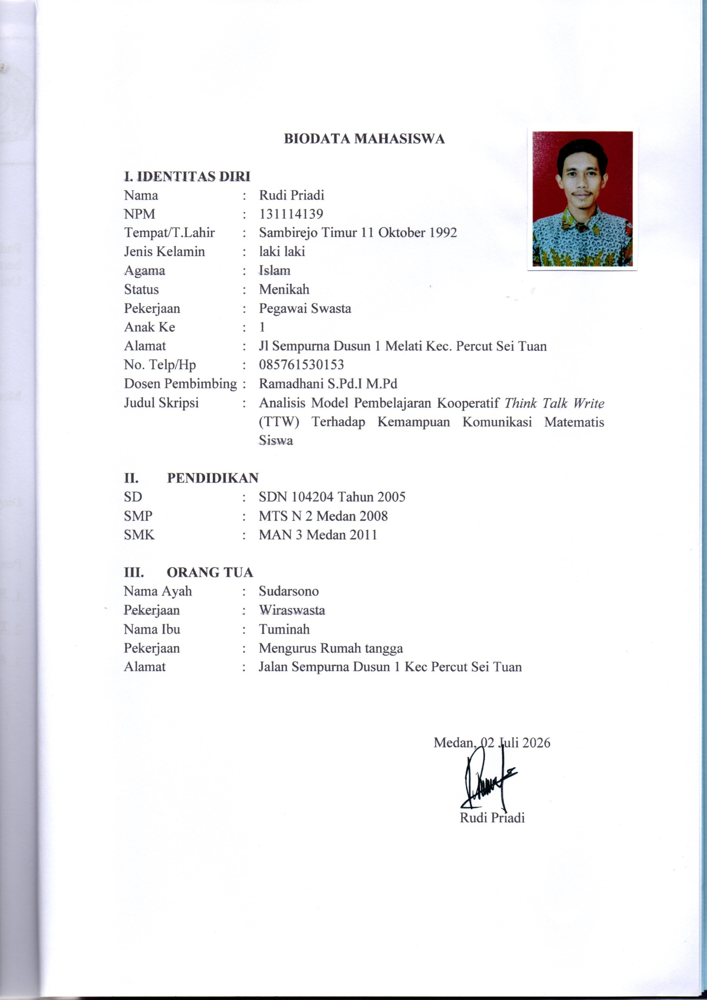 BIODATA MAHASISWA
I. IDENTITAS DIRI
Nama : Rudi Priadi
NPM : 131114139
Tempat/T.Lahir : Sambirejo Timur 11 Oktober 1992
Jenis Kelamin : laki laki
Agama : Islam
Status : Menikah
Pekerjaan : Pegawai Swasta
Anak Ke : 1
Alamat : Jl Sempurna Dusun 1 Melati Kec. Percut Sei Tuan
No. Telp/Hp : 085761530153
Dosen Pembimbing : Ramadhani S.Pd.I M.Pd
Judul Skripsi : Analisis Model Pembelajaran Kooperatif Think Talk Write
(TTW) Terhadap Kemampuan Komunikasi Matematis
Siswa
II. PENDIDIKAN
SD : SDN 104204 Tahun 2005
SMP : MTS N 2 Medan 2008
SMK : MAN 3 Medan 2011
III. ORANG TUA
Nama Ayah : Sudarsono
Pekerjaan : Wiraswasta
Nama Ibu : Tuminah
Pekerjaan : Mengurus Rumah tangga
Alamat : Jalan Sempurna Dusun 1 Kec Percut Sei Tuan
Medan, 02 Juli 2026
Rudi Priadi